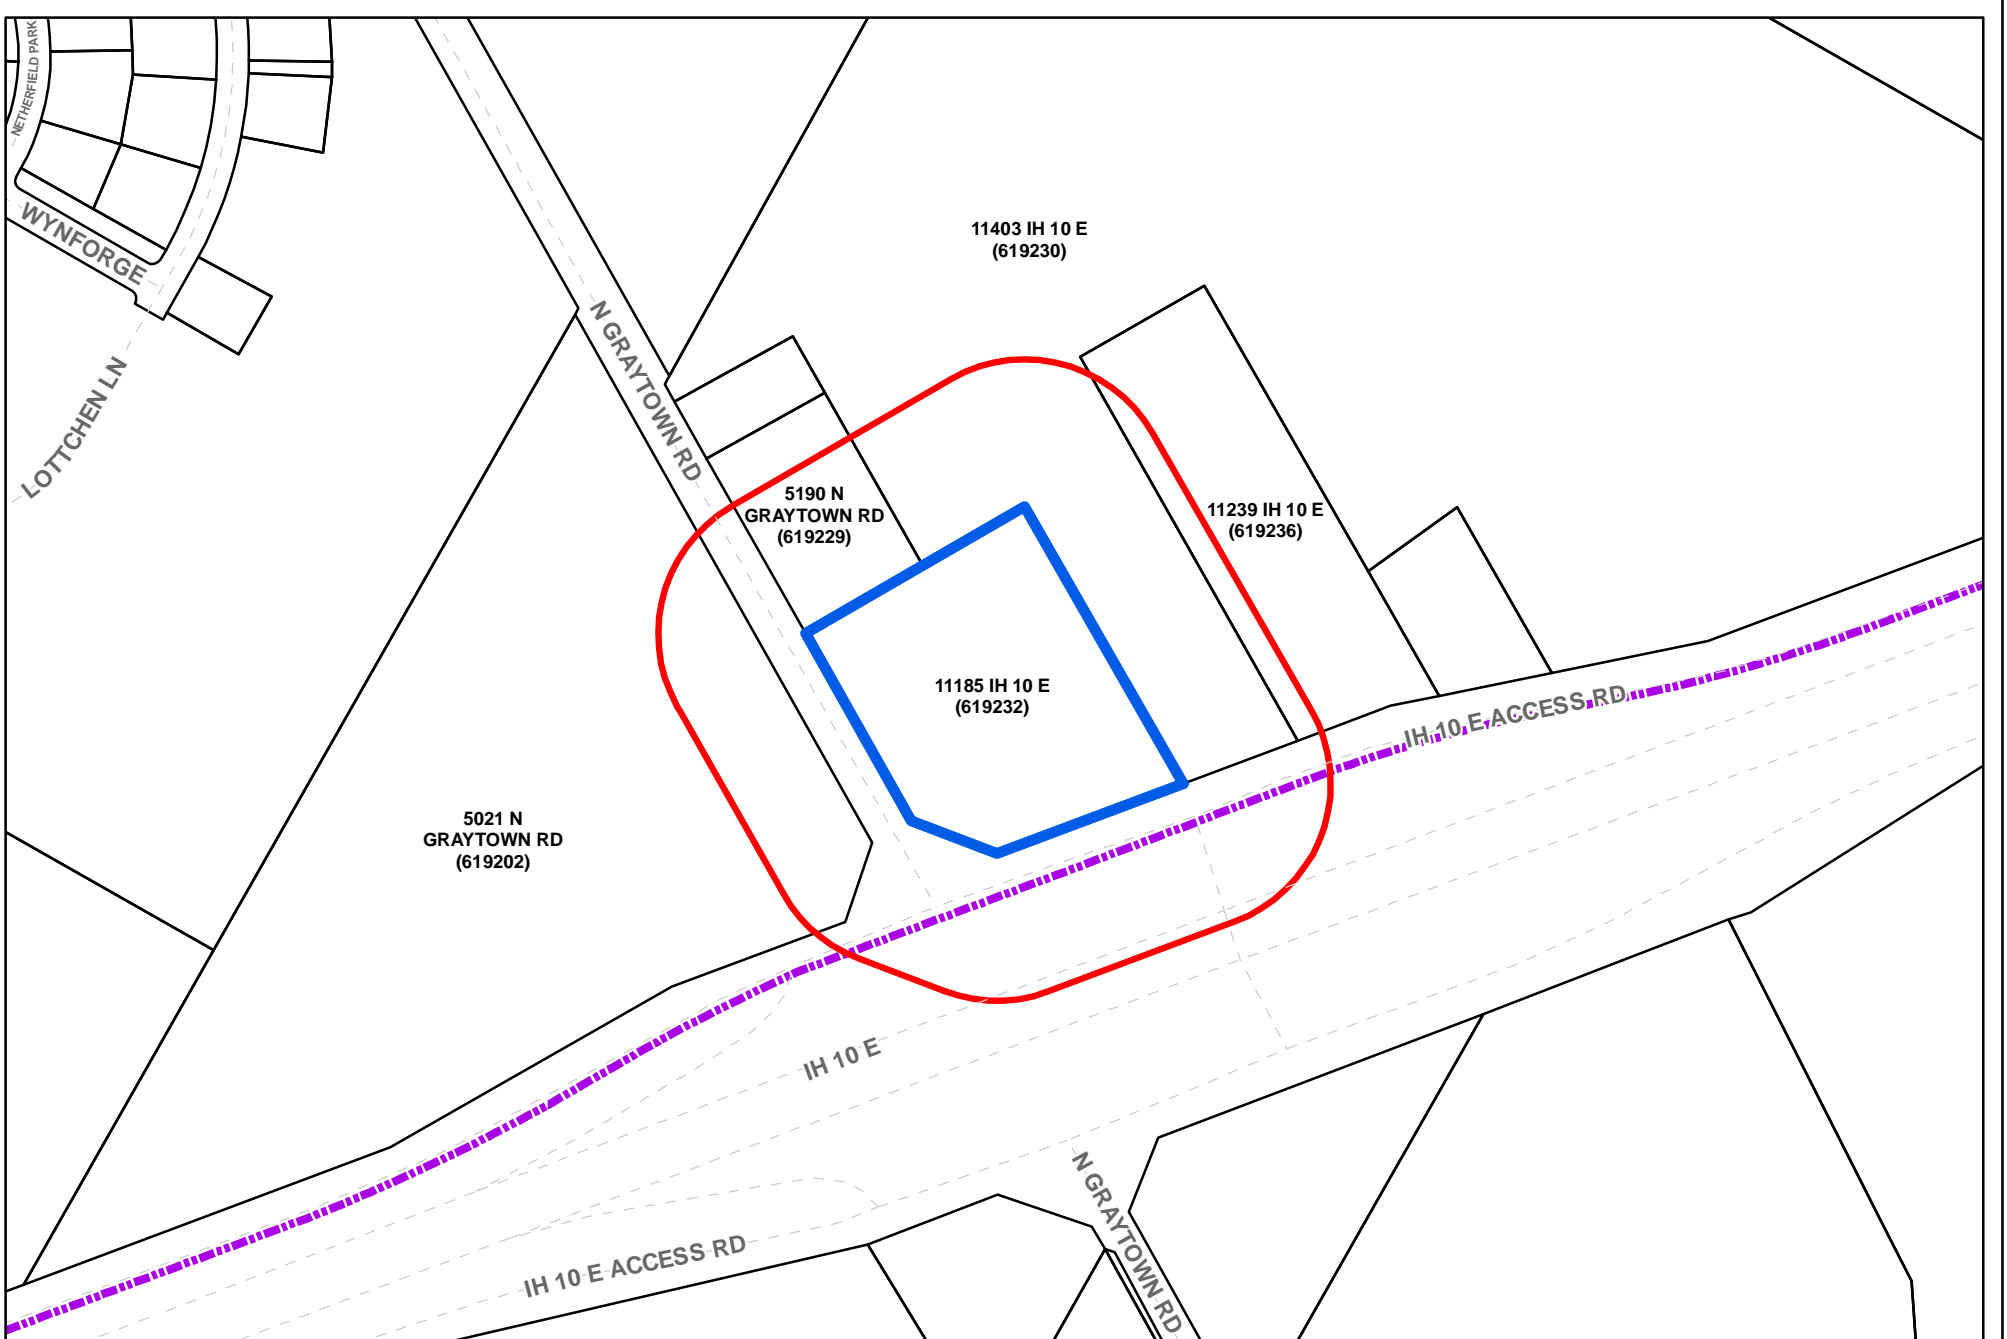 NETHERFIELD PARK
WYNFORGE
LOTTCHEN LN
N GRAYTOWN RD
11403 IH 10 E
(619230)
5190 N
GRAYTOWN RD
(619229)
11239 IH 10 E
(619236)
11185 IH 10 E
(619232)
IH 10 E ACCESS RD
5021 N
GRAYTOWN RD
(619202)
IH 10 E
N GRAYTOWN RD
IH 10 E ACCESS RD